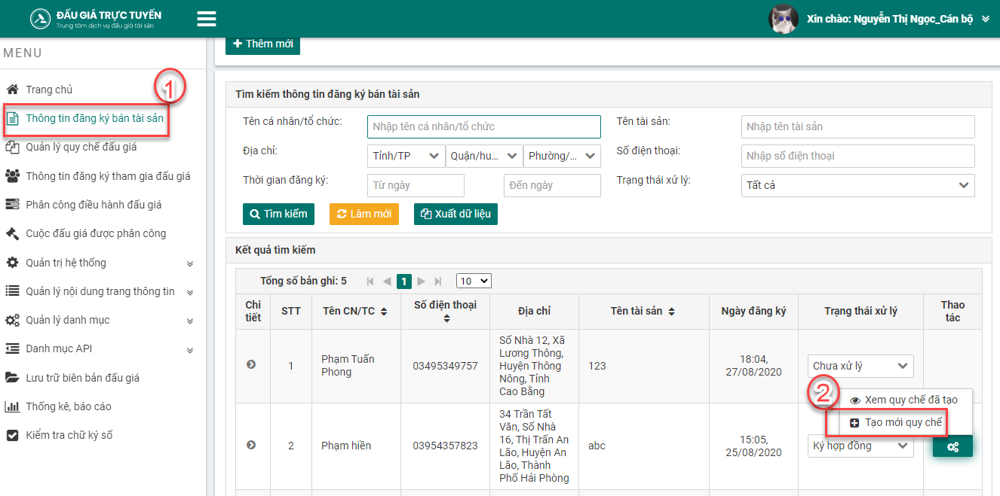 ĐẤU GIÁ TRỰC TUYẾN
Trung tâm dịch vụ đấu giá tài sản
Xin chào: Nguyễn Thị Ngọc_Cán bộ
MENU
Trang chủ
1
Thông tin đăng ký bán tài sản
Quản lý quy chế đấu giá
Thông tin đăng ký tham gia đấu giá
Phân công điều hành đấu giá
Cuộc đấu giá được phân công
Quản trị hệ thống
Quản lý nội dung trang thông tin
Quản lý danh mục
Danh mục API
Lưu trữ biên bản đấu giá
Thống kê, báo cáo
Kiểm tra chữ ký số
Thêm mới
Tìm kiếm thông tin đăng ký bán tài sản
Tên cá nhân/tổ chức: Nhập tên cá nhân/tổ chức Tên tài sản: Nhập tên tài sản
Địa chỉ: Tỉnh/TP Quận/hu... Phường/... Số điện thoại: Nhập số điện thoại
Thời gian đăng ký: Từ ngày Đến ngày Trạng thái xử lý: Tất cả
Tìm kiếm Làm mới Xuất dữ liệu
Kết quả tìm kiếm
Tổng số bản ghi: 5 1 10
Chi tiết STT Tên CN/TC Số điện thoại Địa chỉ Tên tài sản Ngày đăng ký Trạng thái xử lý Thao tác
1 Phạm Tuấn Phong 03495349757 Số Nhà 12, Xã Lương Thông, Huyện Thông Nông, Tỉnh Cao Bằng 123 18:04, 27/08/2020 Chưa xử lý
2
Xem quy chế đã tạo
Tạo mới quy chế
2 Phạm hiền 03954357823 34 Trần Tất Văn, Số Nhà 16, Thị Trấn An Lão, Huyện An Lão, Thành Phố Hải Phòng abc 15:05, 25/08/2020 Ký hợp đồng